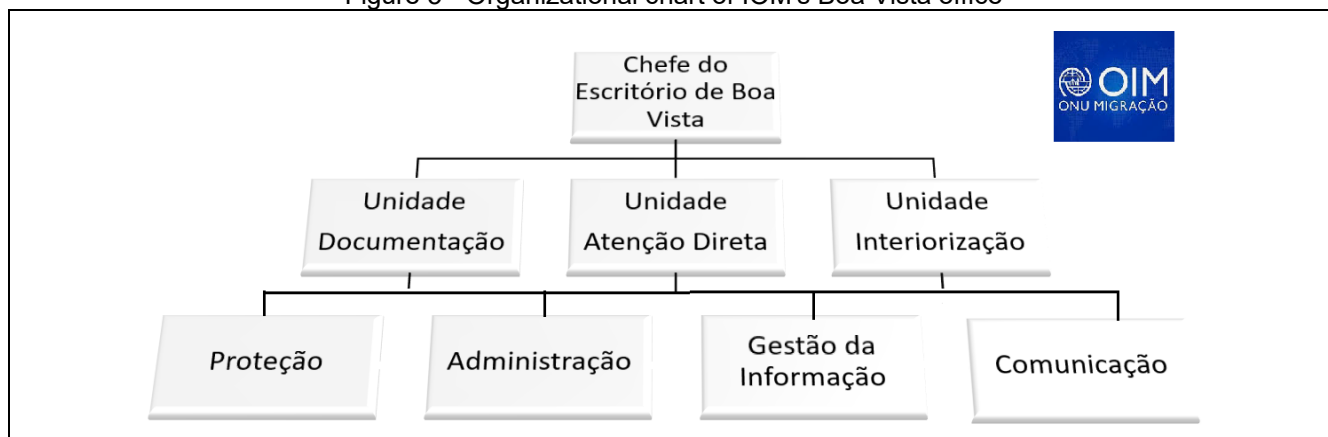 Figure - Organizational chart of IOM's Boa Vista office
Chefe do
Escritório de Boa
Vista
OIM
ONU MIGRAÇÃO
Unidade
Documentação
Unidade
Atenção Direta
Unidade
Interiorização
Proteção
Administração
Gestão da
Informação
Comunicação